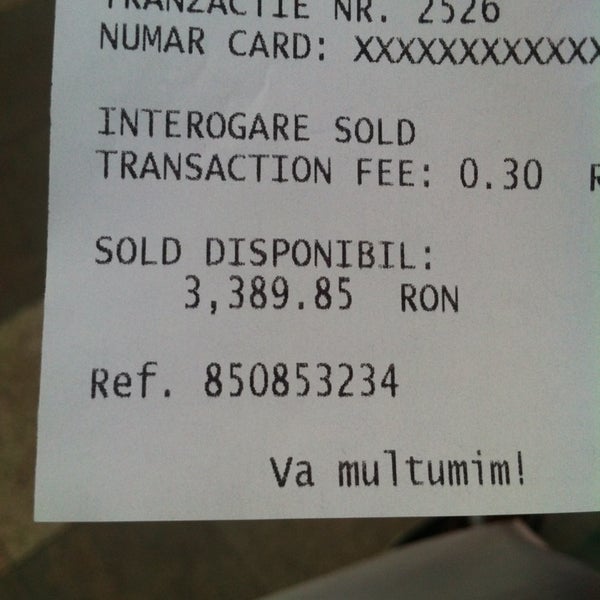 TRANZACTIE NR. 2526
NUMAR CARD: XXXXXXXXXXXXX
INTEROGARE SOLD
TRANSACTION FEE: 0.30 R
SOLD DISPONIBIL:
3,389.85 RON
Ref. 850853234
Va multumim!